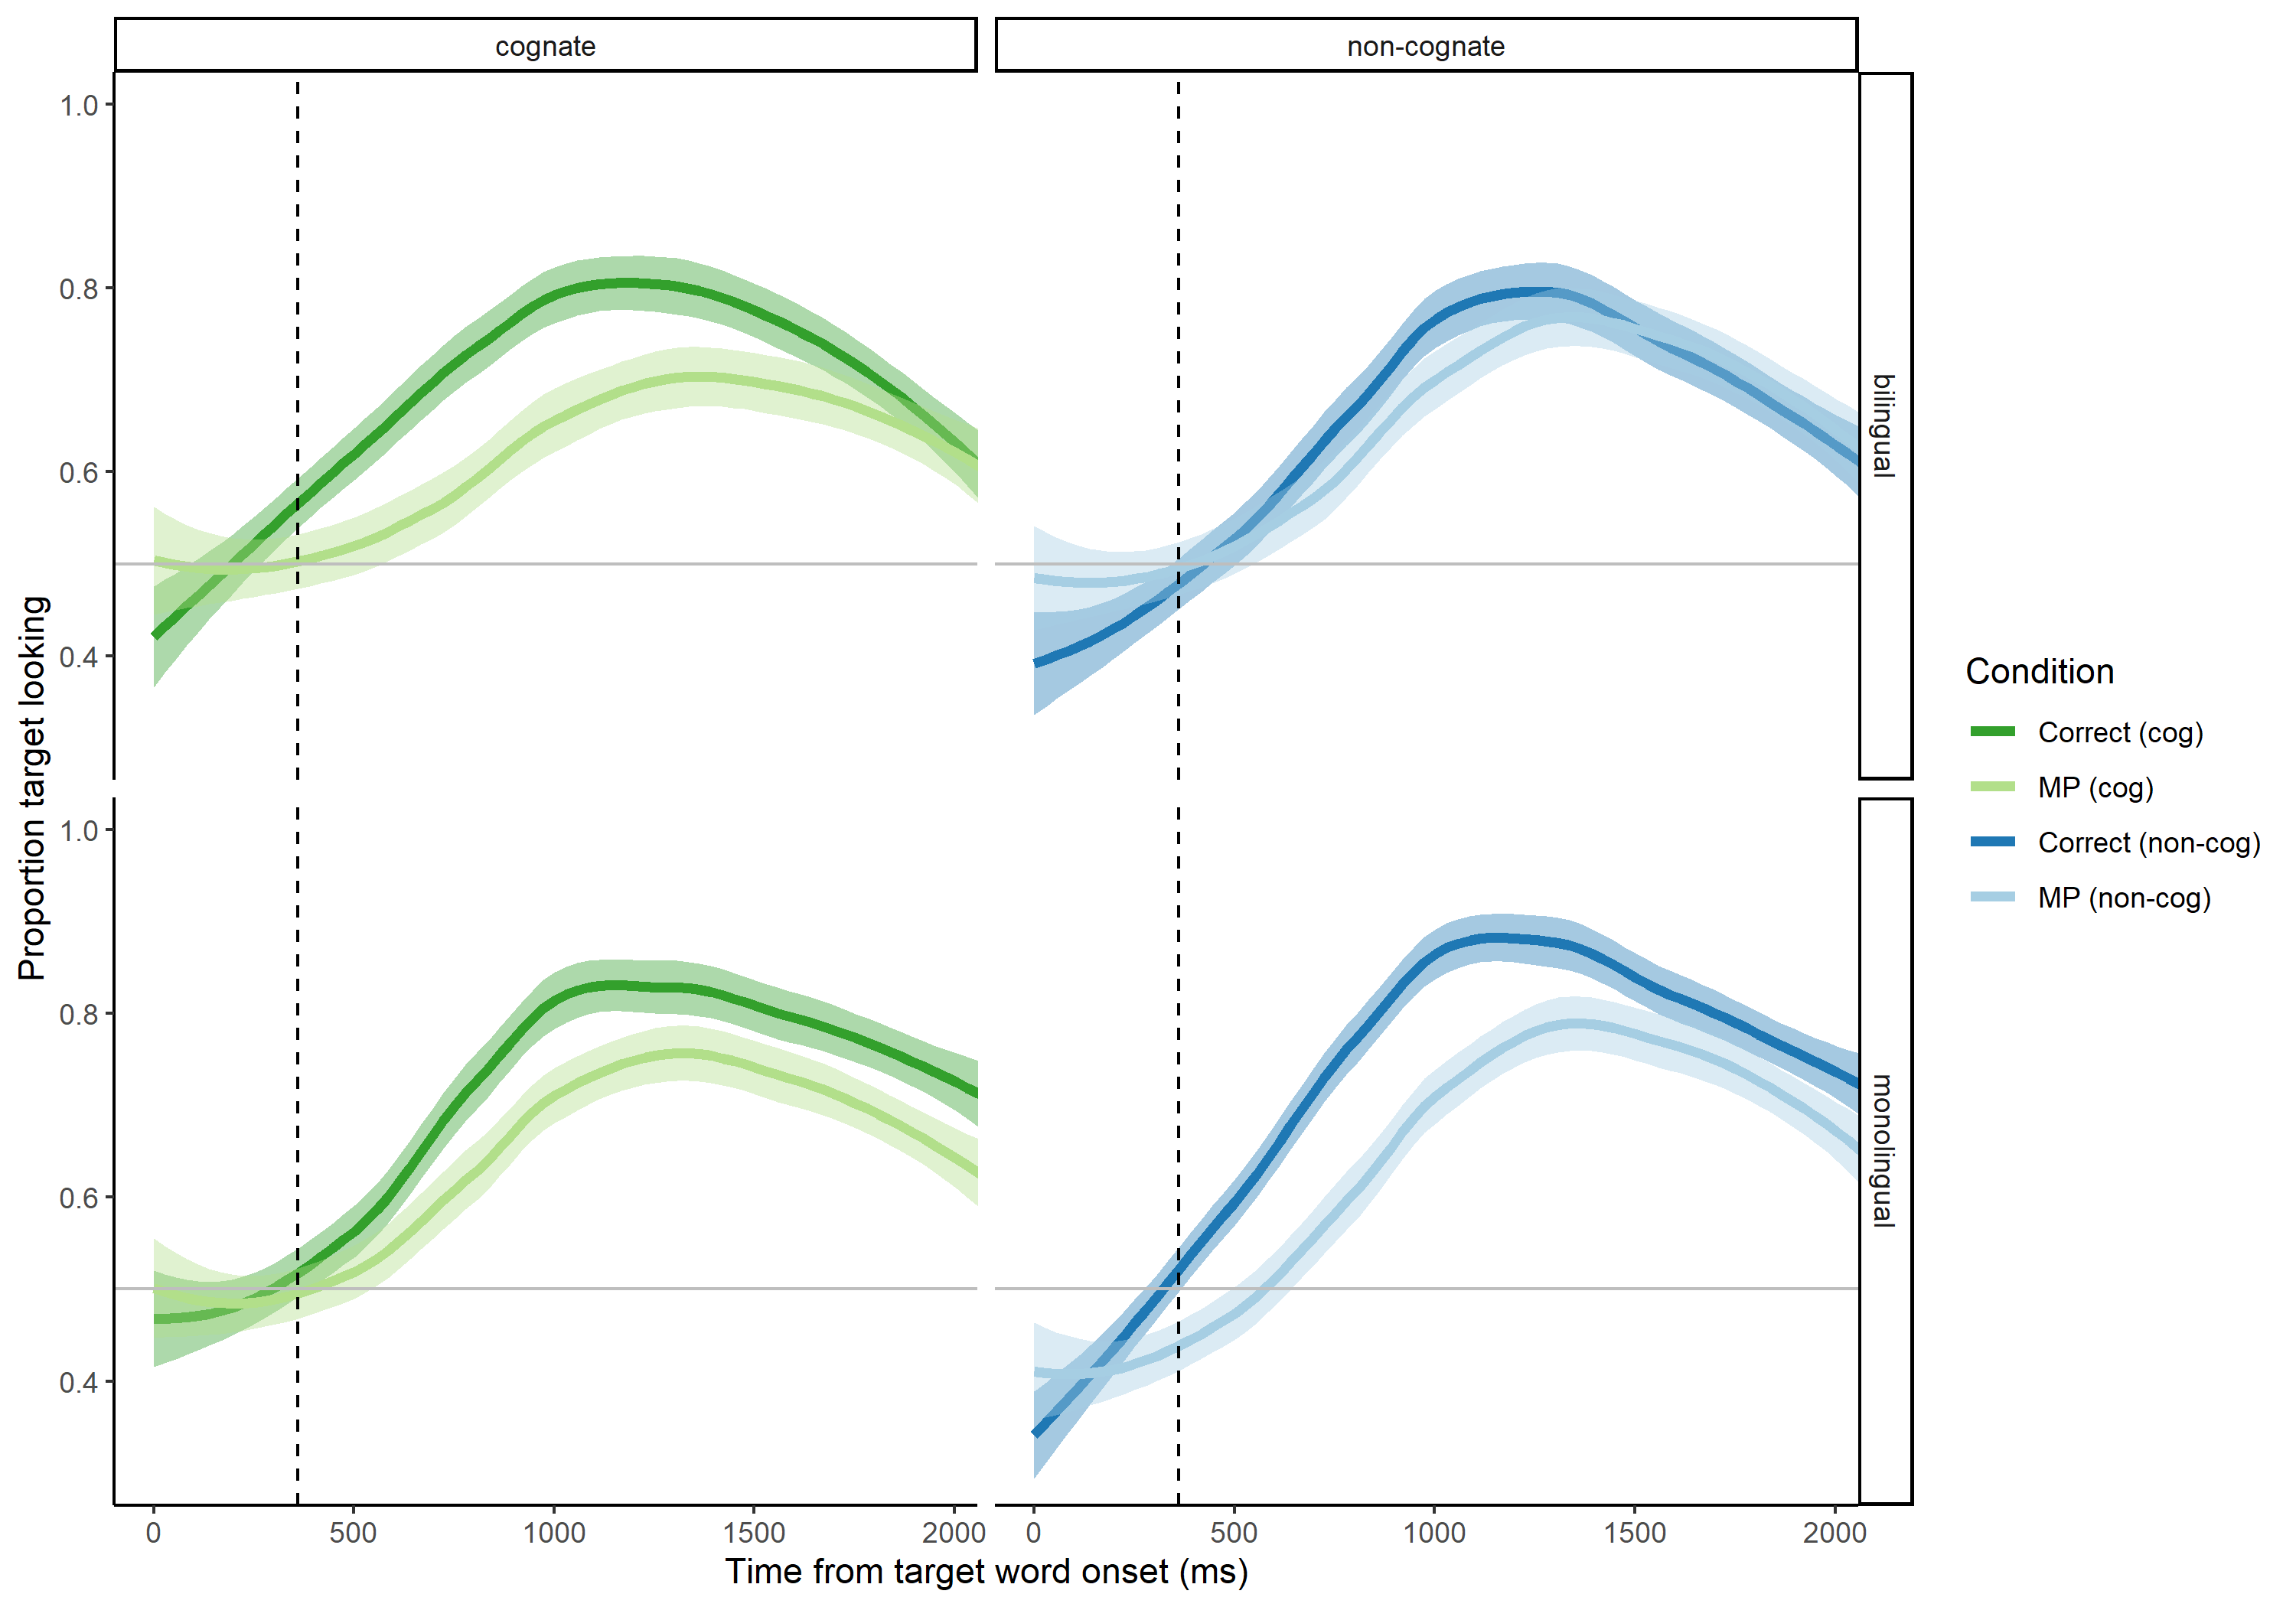 cognate
non-cognate
1.0
0.8
0.6
0.4
bilingual
Proportion target looking
1.0
0.8
0.6
0.4
monolingual
0 500 1000 1500 2000
0 500 1000 1500 2000
Time from target word onset (ms)
Condition
Correct (cog)
MP (cog)
Correct (non-cog)
MP (non-cog)